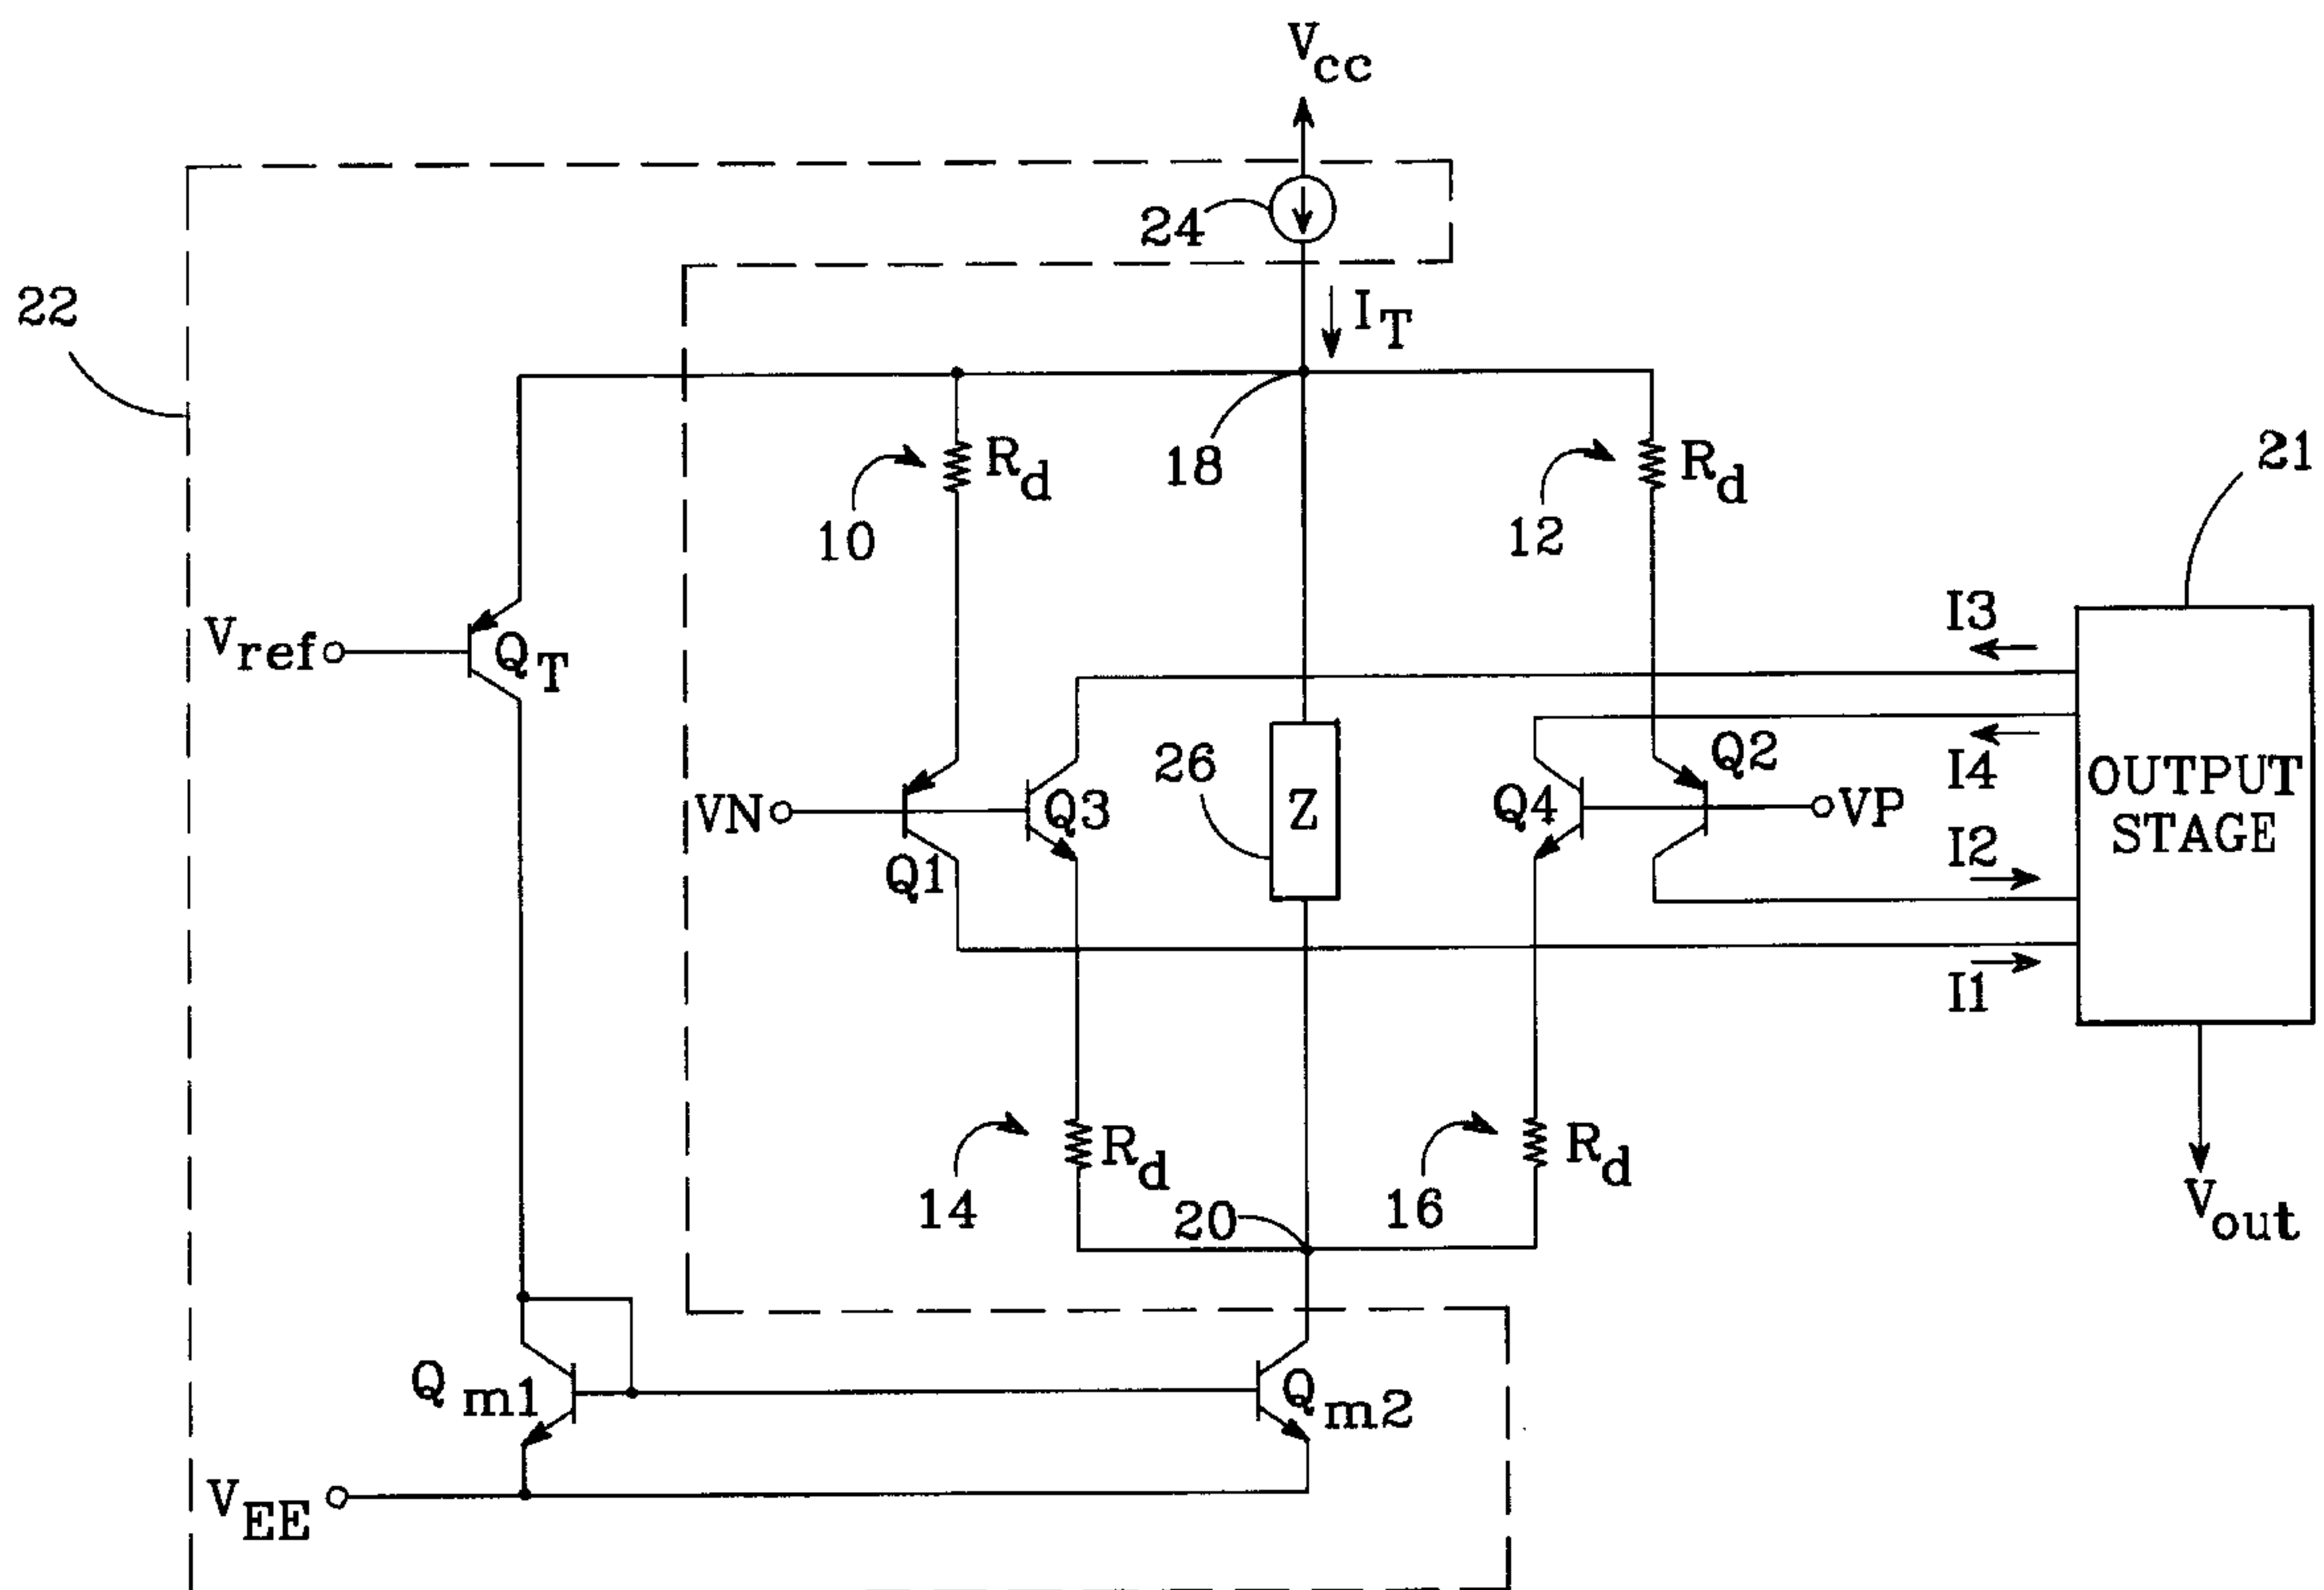 Vcc
24
22
IT
18
Rd
10
Rd
12
21
Vref
QT
I3
I4
Q2
26
Z
VN
Q3
Q4
VP
OUTPUT
STAGE
Q1
I2
I1
Rd
14
Rd
16
20
Vout
Qm1
Qm2
VEE